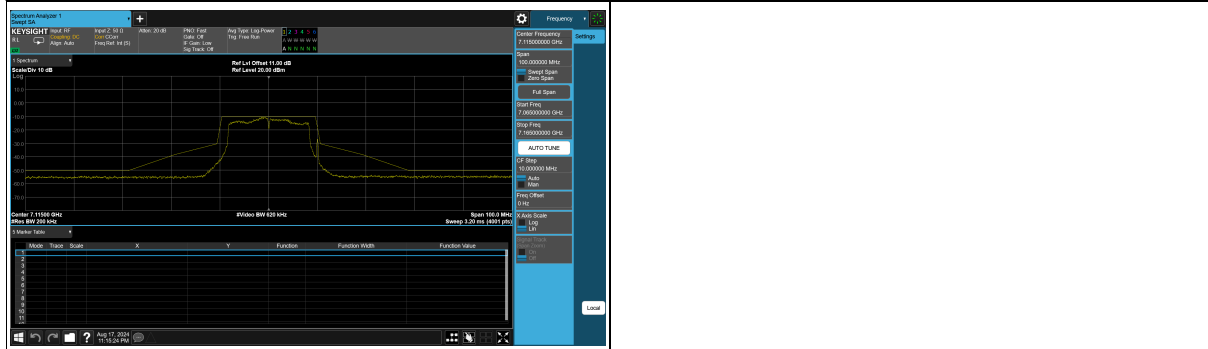 Spectrum Analyzer 1
Swept SA
+
Frequency
KEYSIGHT
Input: RF
Coupling: DC
Align: Auto
Input Z: 50 Ω
Corr CCorr
Freq Ref: Int (S)
Atten: 20 dB
PNO: Fast
Gate: Off
IF Gain: Low
Sig Track: Off
Avg Type: Log-Power
Trig: Free Run
1 2 3 4 5 6
A W W W W W
A N N N N N
1 Spectrum
Scale/Div 10 dB
Ref Lvl Offset 11.00 dB
Ref Level 20.00 dBm
Log
10.0
0.00
-10.0
-20.0
-30.0
-40.0
-50.0
-60.0
-70.0
Center 7.11500 GHz
#Res BW 200 kHz
#Video BW 620 kHz
Span 100.0 MHz
Sweep 3.20 ms (4001 pts)
5 Marker Table
Mode Trace Scale X Y Function Function Width Function Value
1
2
3
4
5
6
7
8
9
10
11
Center Frequency
7.115000000 GHz
Settings
Span
100.000000 MHz
Swept Span
Zero Span
Full Span
Start Freq
7.065000000 GHz
Stop Freq
7.165000000 GHz
AUTO TUNE
CF Step
10.000000 MHz
Auto
Man
Freq Offset
0 Hz
X Axis Scale
Log
Lin
Signal Track
(Span Zoom)
On
Off
Local
?
Aug 17, 2024
11:15:24 PM